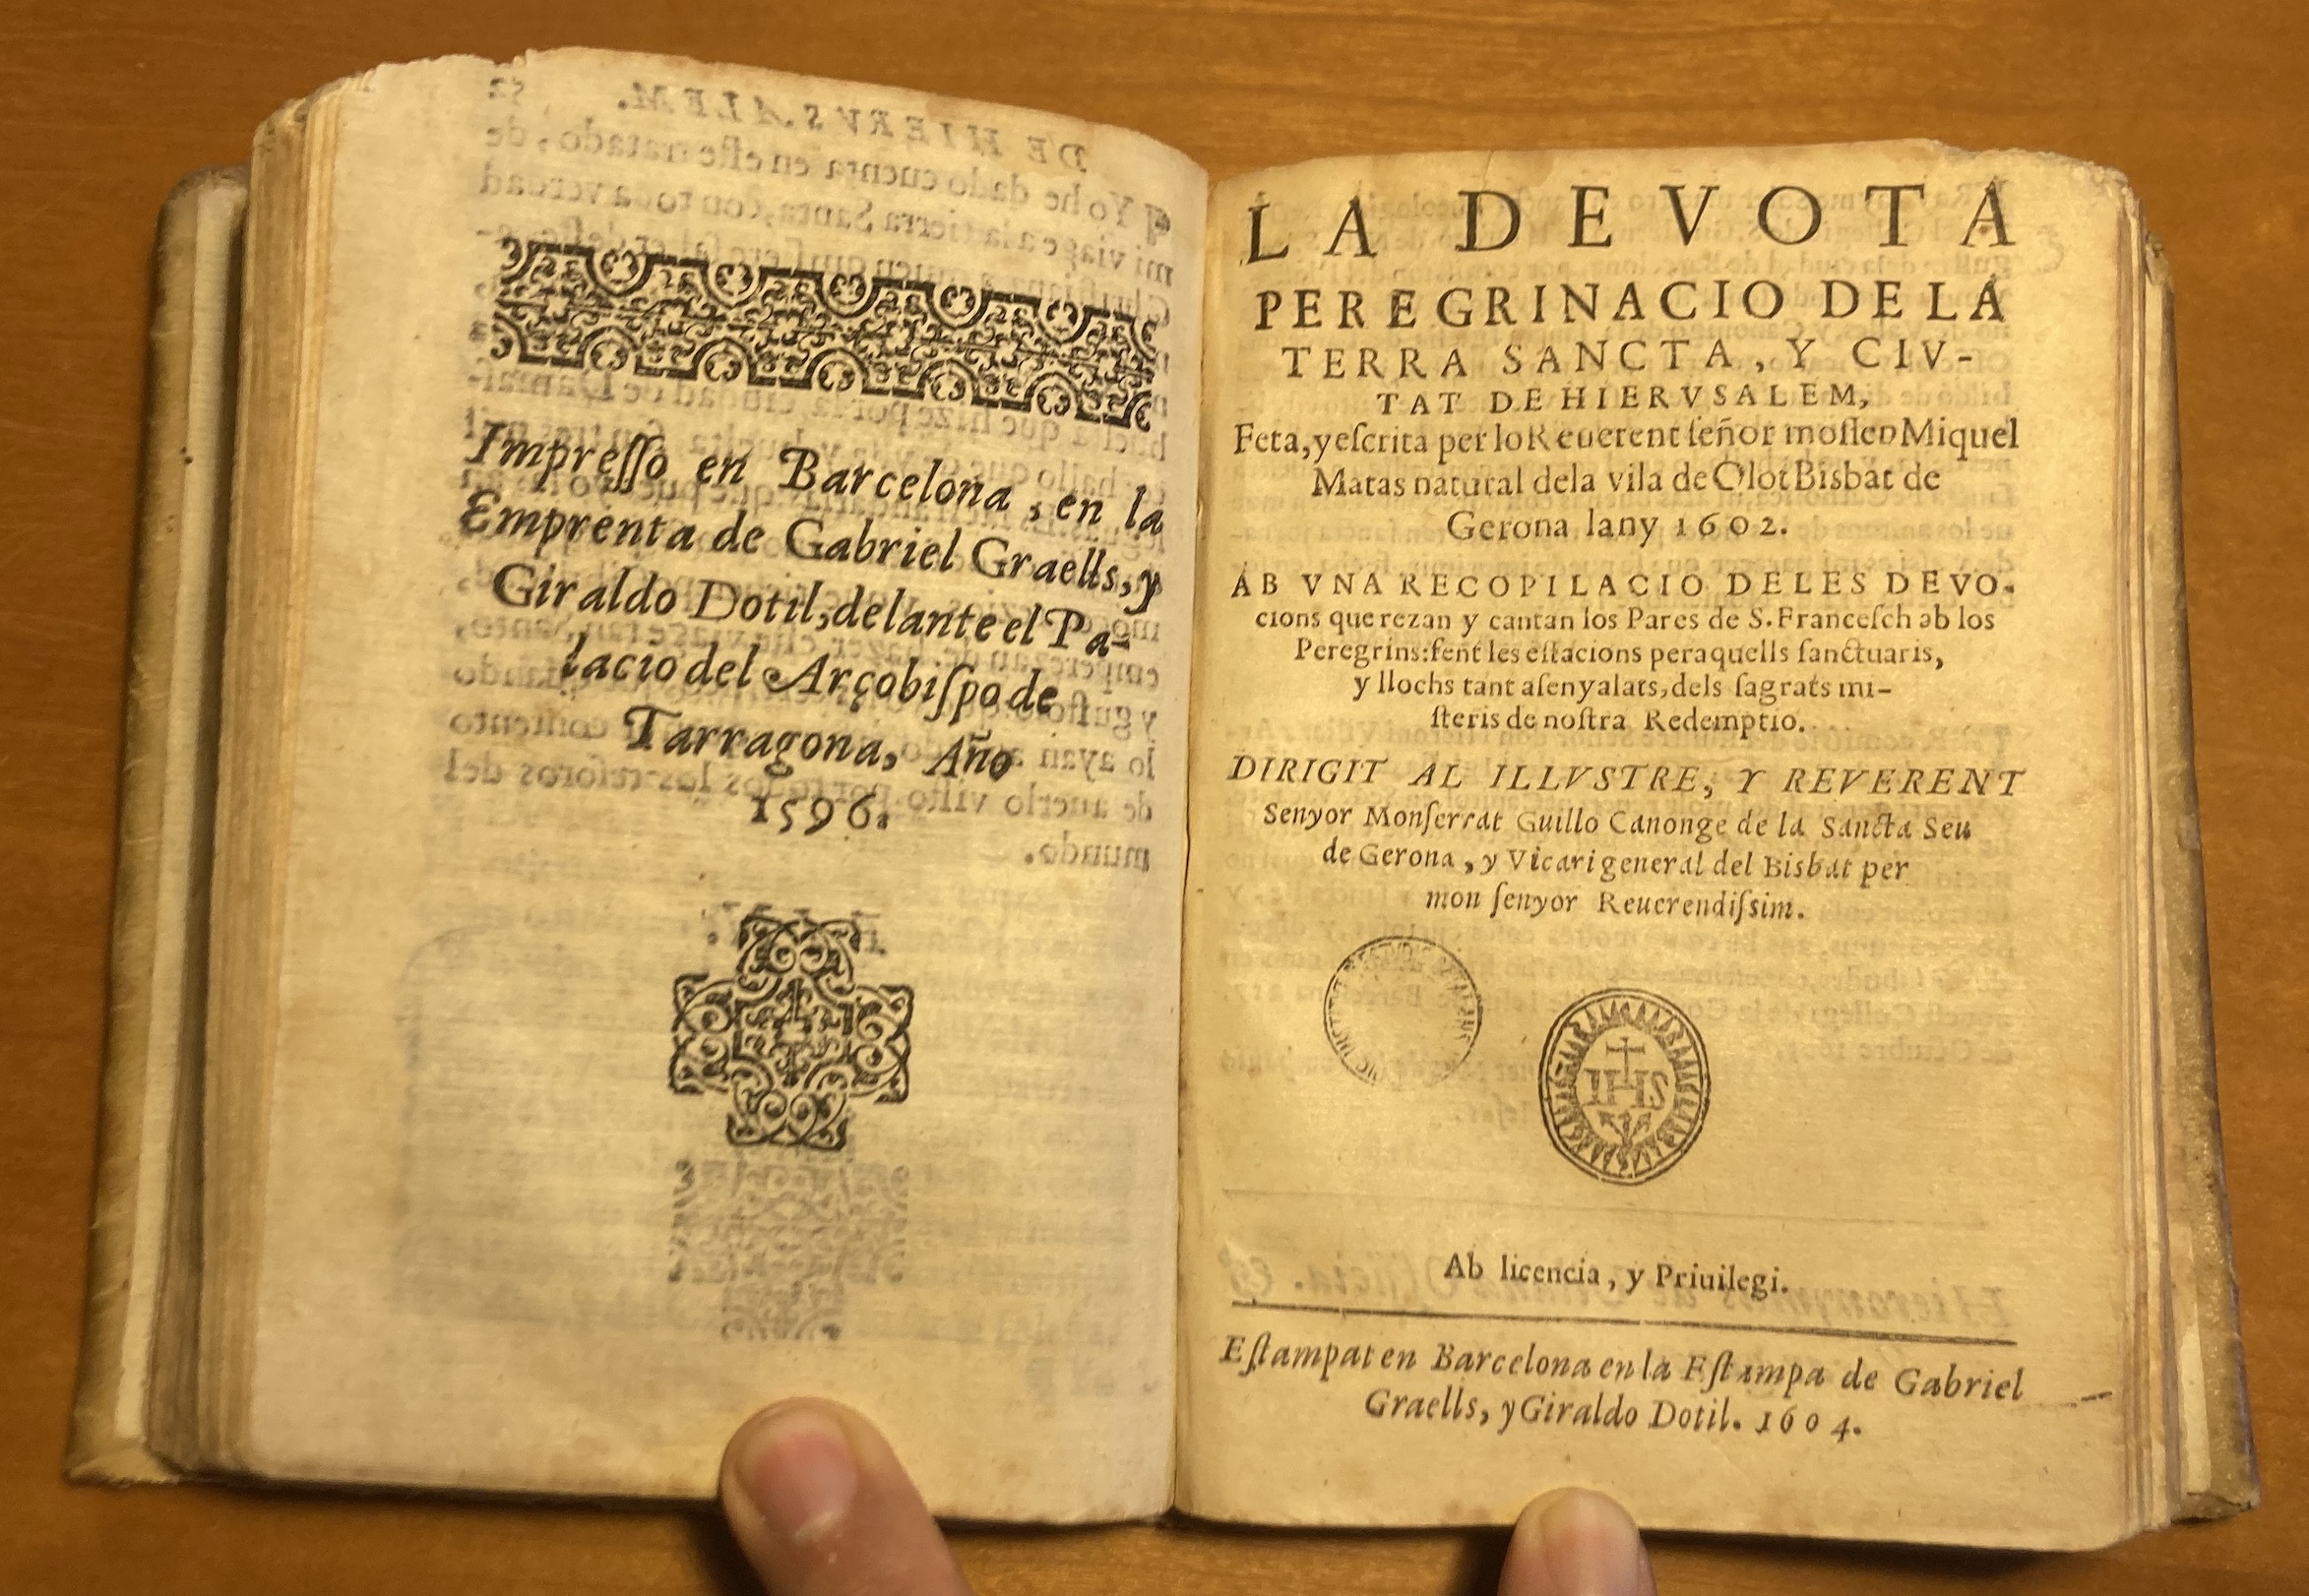 Impreſſo en Barcelona, en la
Emprenta de Gabriel Graells, y
Giraldo Dotil, delante el Pa-
lacio del Arçobiſpo de
Tarragona, Año
1596.
LA DEVOTA
PEREGRINACIO DE LA
TERRA SANCTA, Y CIV-
TAT DE HIERVSALEM,
Feta, y eſcrita per lo Reuerent ſeñor moſſen Miquel
Matas natural dela vila de Olot Bisbat de
Gerona lany 1602.
AB VNA RECOPILACIO DELES DEVO-
cions que rezan y cantan los Pares de S. Franceſch ab los
Peregrins: fent les eſtacions per aquells ſanctuaris,
y llochs tant aſenyalats, dels ſagrats mi-
ſteris de noſtra Redemptio.
DIRIGIT AL ILLVSTRE, Y REVERENT
Senyor Monſerrat Guillo Canonge de la Sancta Seu
de Gerona, y Vicari general del Bisbat per
mon ſenyor Reuerendiſsim.
IHS
Ab licencia, y Priuilegi.
Eſtampat en Barcelona en la Eſtampa de Gabriel
Graells, y Giraldo Dotil. 1604.